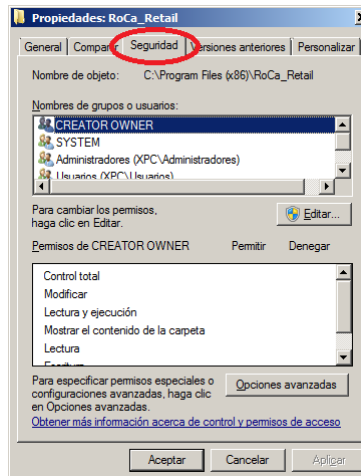 Propiedades: RoCa_Retail
General
Seguridad
Versiones anteriores
Personalizar
Nombre de objeto: C:\Program Files (x86)\RoCa_Retail
Nombres de grupos o usuarios:
CREATOR OWNER
SYSTEM
Administradores (XPC\Administradores)
Usuarios (XPC\Usuarios)
Para cambiar los permisos,
haga clic en Editar.
Editar...
Permisos de CREATOR OWNER Permitir Denegar
Control total
Modificar
Lectura y ejecución
Mostrar el contenido de la carpeta
Lectura
Escritura
Para especificar permisos especiales o
configuraciones avanzadas, haga clic
en Opciones avanzadas.
Opciones avanzadas
Obtener más información acerca de control y permisos de acceso
Aceptar Cancelar Aplicar